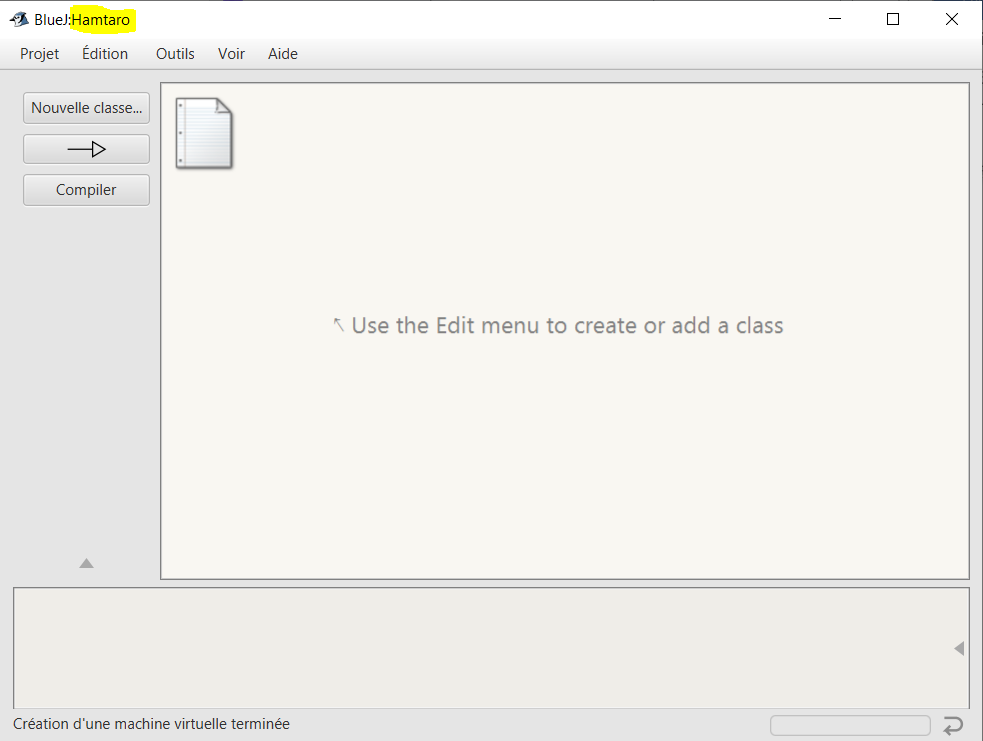 BlueJ:Hamtaro
Projet Édition Outils Voir Aide
Nouvelle classe...
Compiler
Use the Edit menu to create or add a class
Création d'une machine virtuelle terminée